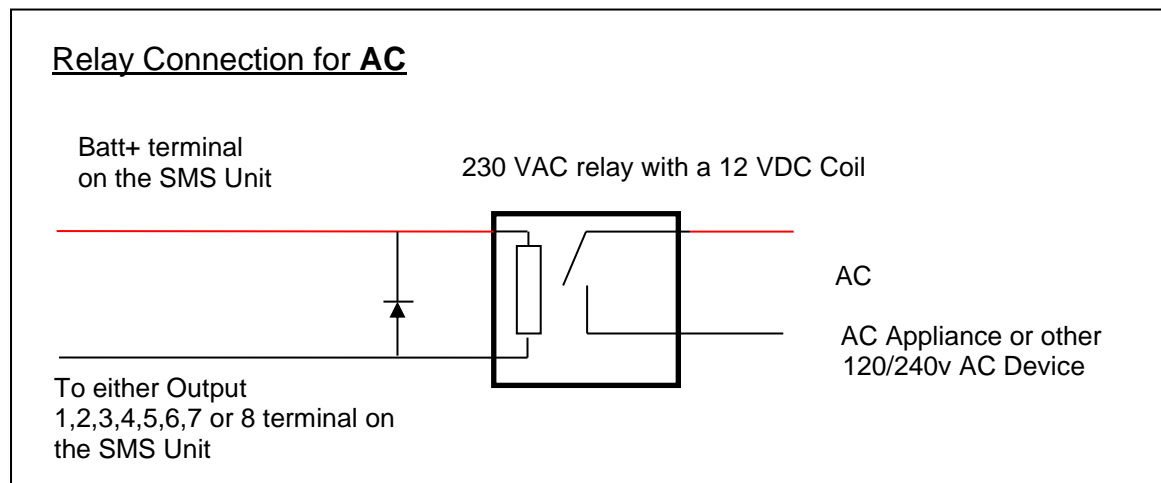 Relay Connection for AC
Batt+ terminal
on the SMS Unit
230 VAC relay with a 12 VDC Coil
AC
AC Appliance or other
120/240v AC Device
To either Output
1,2,3,4,5,6,7 or 8 terminal on
the SMS Unit